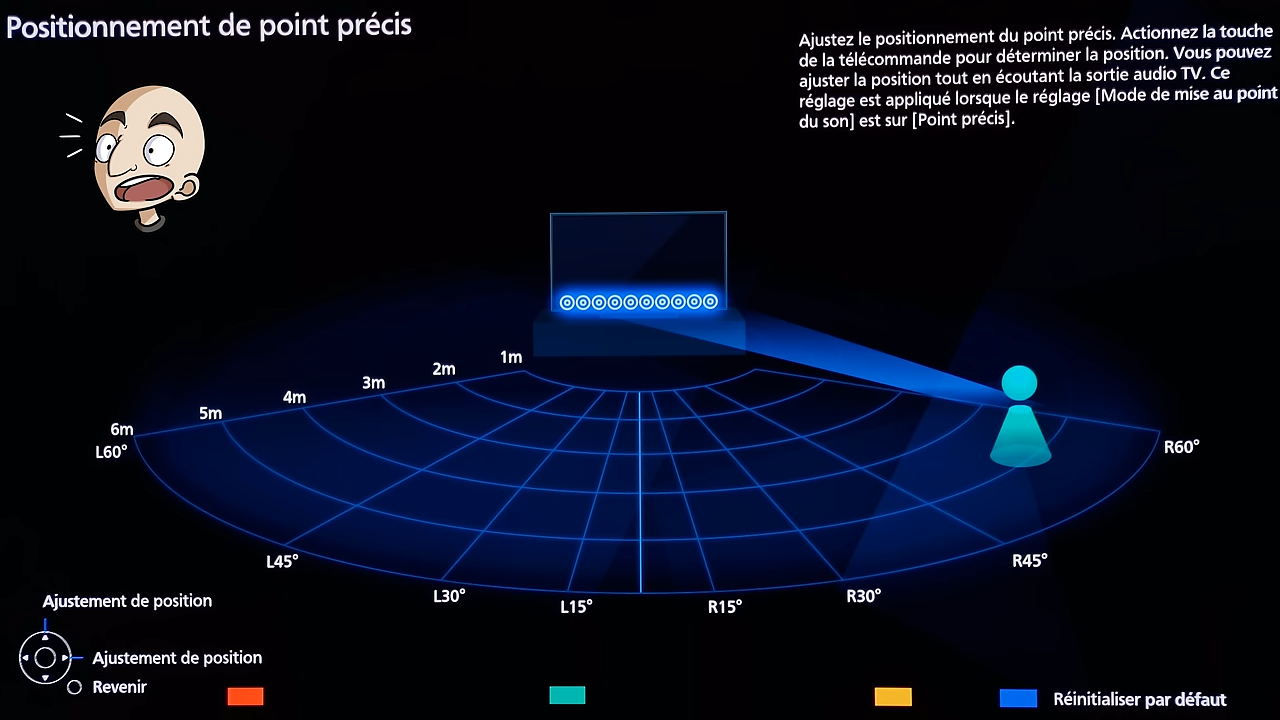 Positionnement de point précis
Ajustez le positionnement du point précis. Actionnez la touche
de la télécommande pour déterminer la position. Vous pouvez
ajuster la position tout en écoutant la sortie audio TV. Ce
réglage est appliqué lorsque le réglage [Mode de mise au point
du son] est sur [Point précis].
1m
2m
3m
4m
5m
6m
L60°
R60°
L45°
R45°
L30°
L15°
R15°
R30°
Ajustement de position
Ajustement de position
Revenir
Réinitialiser par défaut